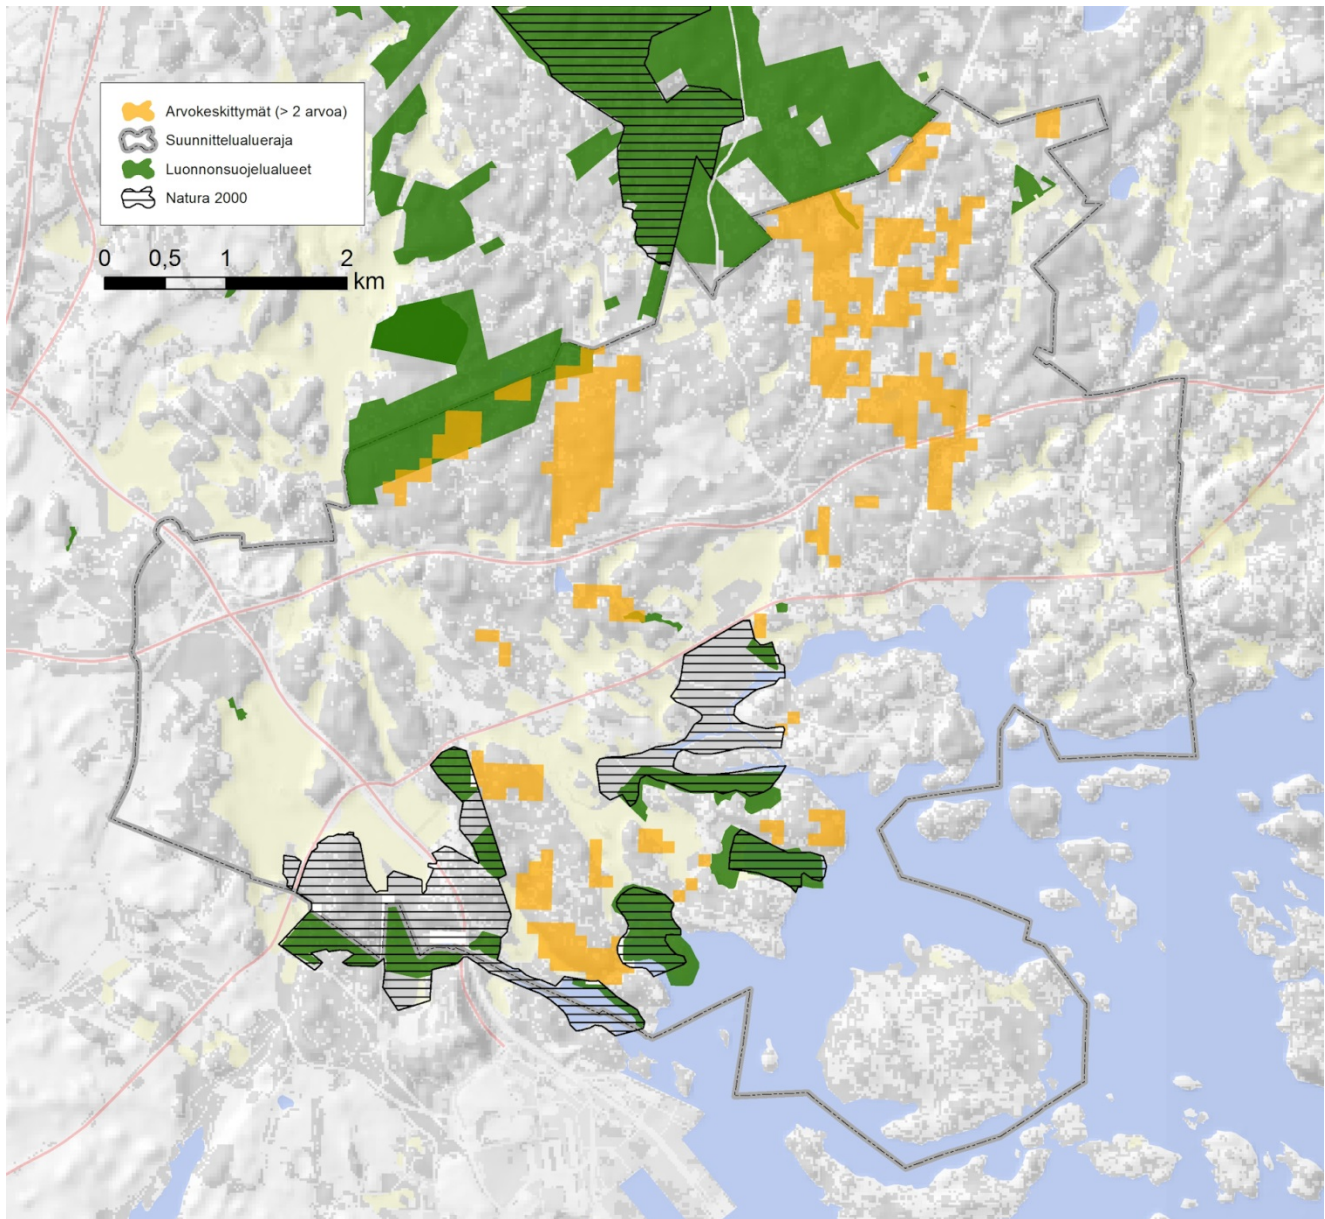 Arvokeskittymät (> 2 arvoa)
Suunnittelualueraja
Luonnonsuojelualueet
Natura 2000
0 0,5 1 2
km